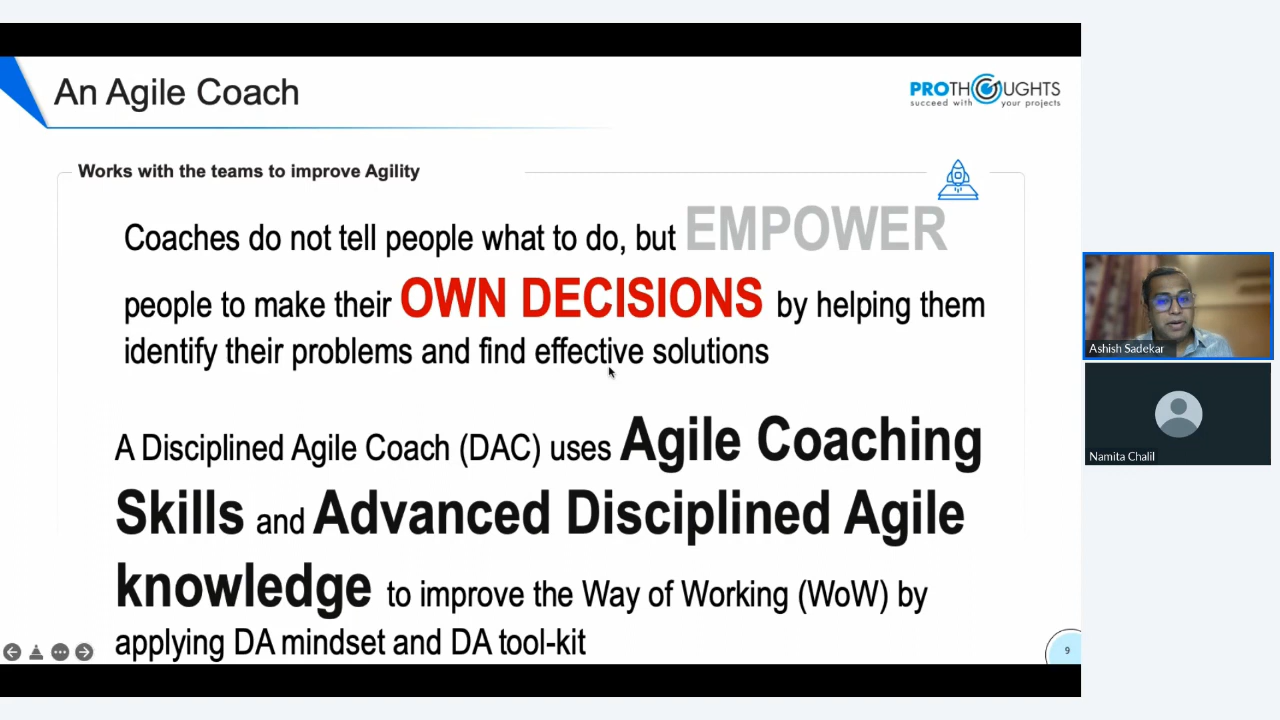 An Agile Coach
PROTHOUGHTS
succeed with your projects
Works with the teams to improve Agility
Coaches do not tell people what to do, but EMPOWER
people to make their OWN DECISIONS by helping them
identify their problems and find effective solutions
A Disciplined Agile Coach (DAC) uses Agile Coaching
Skills and Advanced Disciplined Agile
knowledge to improve the Way of Working (WoW) by
applying DA mindset and DA tool-kit
9
Ashish Sadekar
Namita Chalil